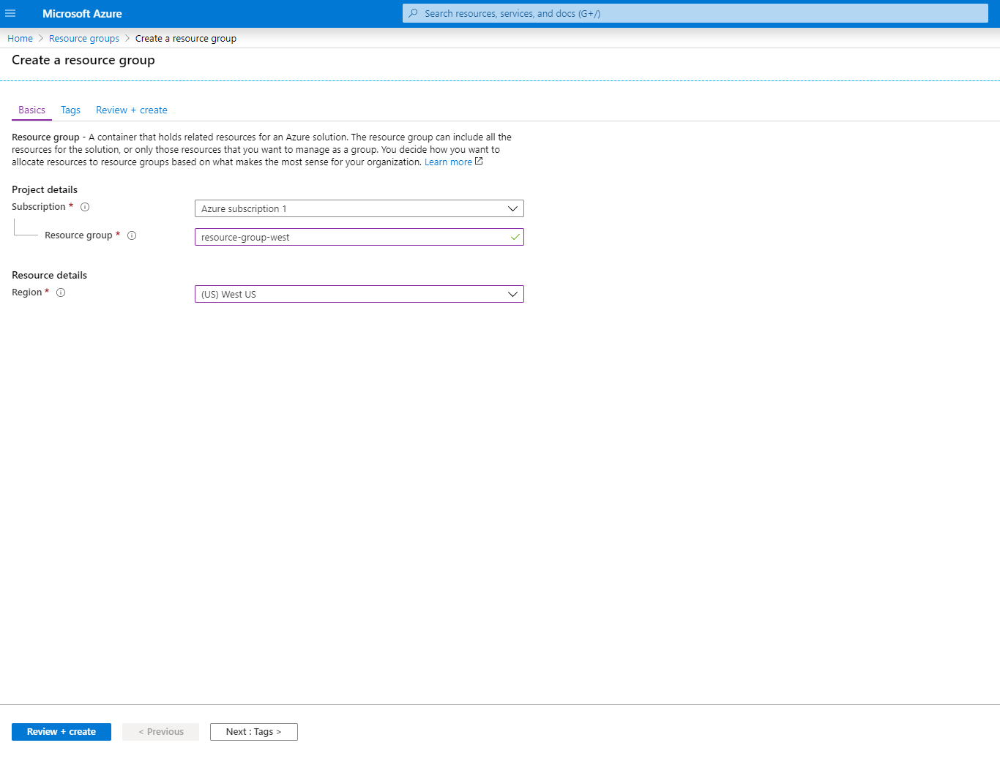 Microsoft Azure
Search resources, services, and docs (G+/)
Home > Resource groups > Create a resource group
Create a resource group
Basics Tags Review + create
Resource group - A container that holds related resources for an Azure solution. The resource group can include all the
resources for the solution, or only those resources that you want to manage as a group. You decide how you want to
allocate resources to resource groups based on what makes the most sense for your organization. Learn more
Project details
Subscription *
Azure subscription 1
Resource group *
resource-group-west
Resource details
Region *
(US) West US
Review + create
< Previous
Next : Tags >